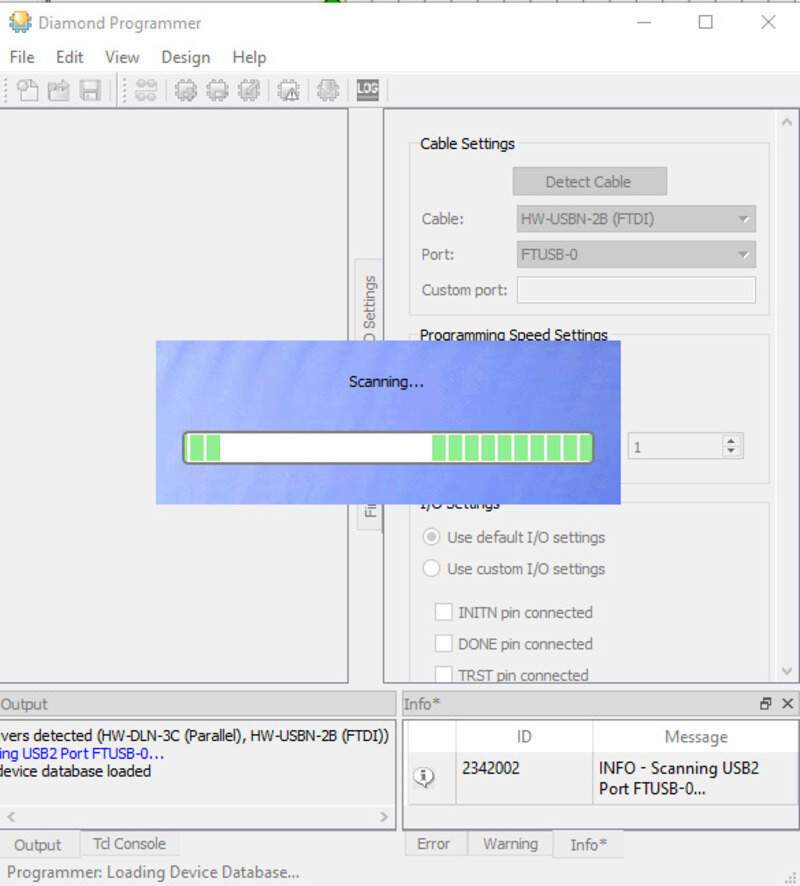 Diamond Programmer
File Edit View Design Help
LOG
Cable Settings
Detect Cable
Cable: HW-USBN-2B (FTDI)
Port: FTUSB-0
Custom port:
O Settings
Programming Speed Settings
Scanning...
1
Fi
I/O Settings
Use default I/O settings
Use custom I/O settings
INITN pin connected
DONE pin connected
TRST pin connected
Output
vers detected (HW-DLN-3C (Parallel), HW-USBN-2B (FTDI))
ing USB2 Port FTUSB-0...
device database loaded
Output Tcl Console
Info*
ID Message
2342002 INFO - Scanning USB2
Port FTUSB-0...
Error Warning Info*
Programmer: Loading Device Database...